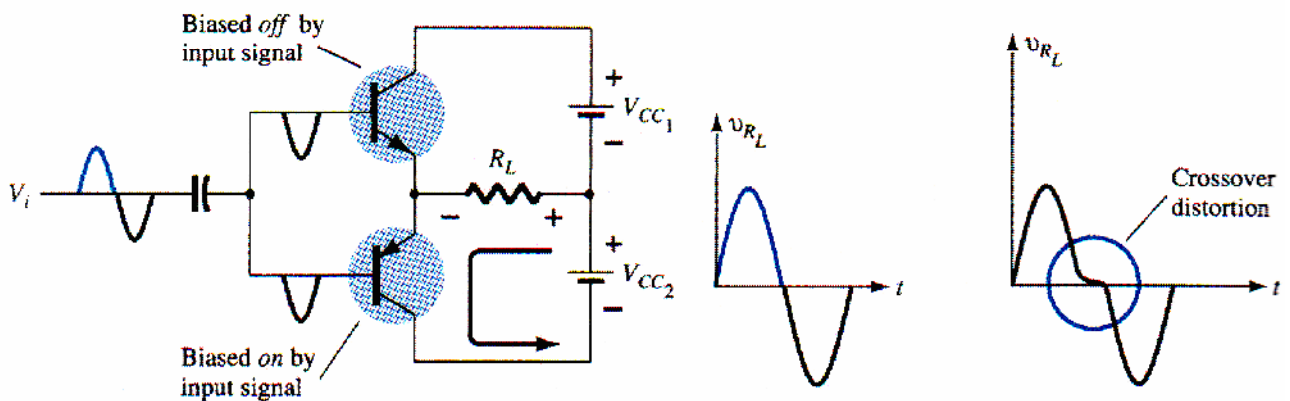 Biased off by
input signal
+
V_CC1
−
R_L
V_i
− +
+
V_CC2
−
Biased on by
input signal
υ_RL
t
υ_RL
Crossover
distortion
t